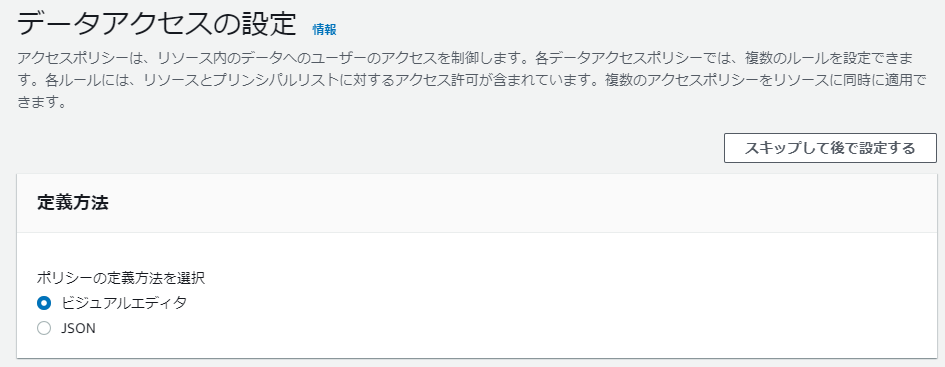 データアクセスの設定 情報
アクセスポリシーは、リソース内のデータへのユーザーのアクセスを制御します。各データアクセスポリシーでは、複数のルールを設定できま
す。各ルールには、リソースとプリンシパルリストに対するアクセス許可が含まれています。複数のアクセスポリシーをリソースに同時に適用で
きます。
スキップして後で設定する
定義方法
ポリシーの定義方法を選択
ビジュアルエディタ
JSON